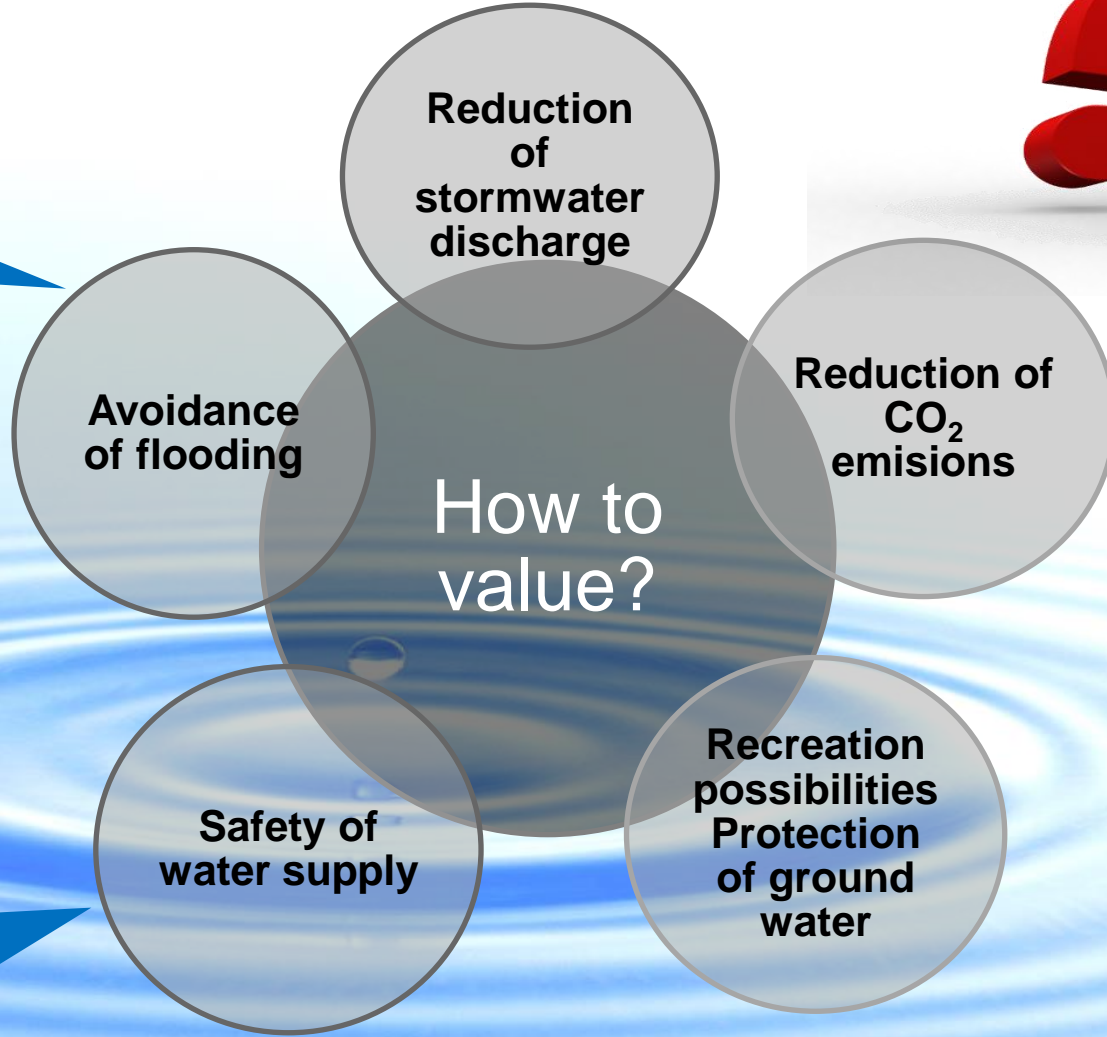 Reduction
of
stormwater
discharge
Reduction of
CO₂
emisions
Avoidance
of flooding
How to
value?
Recreation
possibilities
Protection
of ground
water
Safety of
water supply